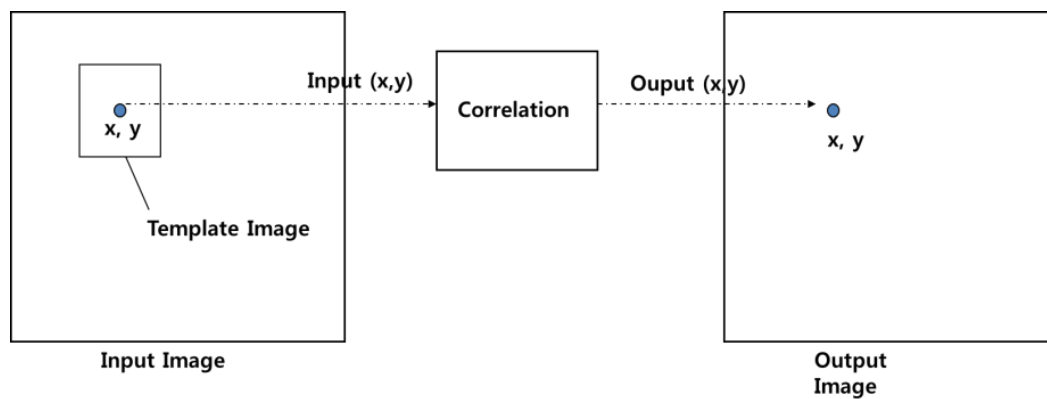 Input (x,y)
Ouput (x,y)
Correlation
x, y
x, y
Template Image
Input Image
Output
Image